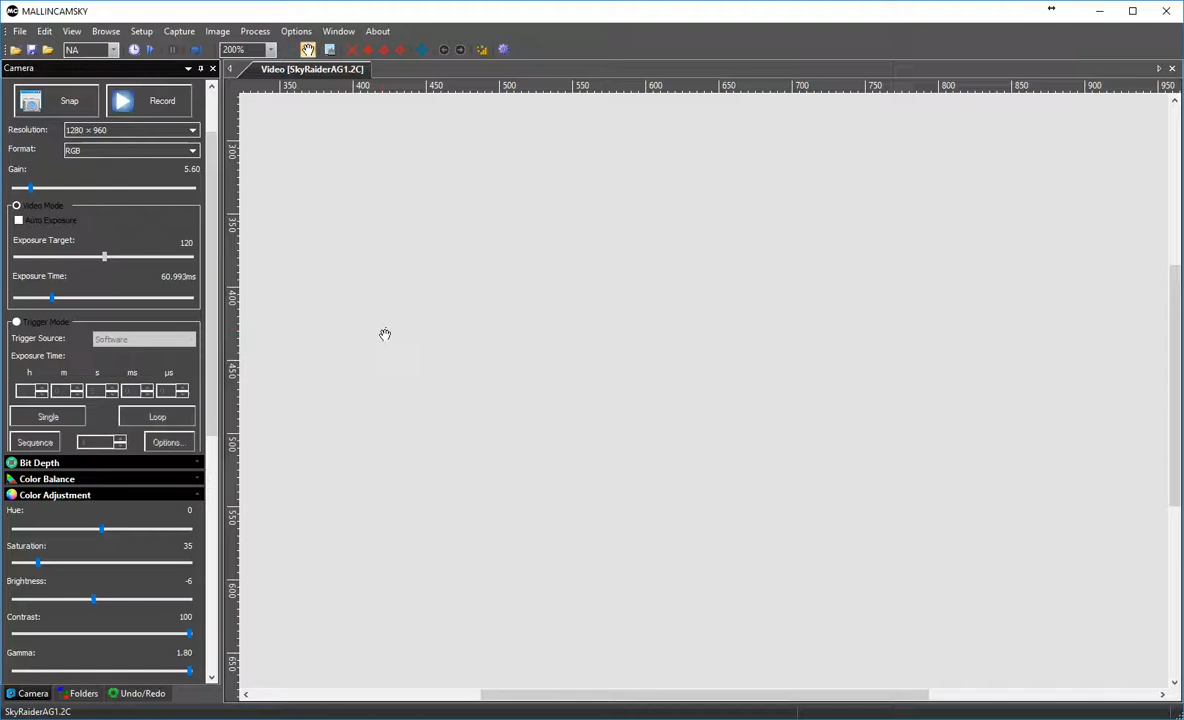 MALLINCAMSKY
File Edit View Browse Setup Capture Image Process Options Window About
NA 200%
Camera
Video [SkyRaiderAG1.2C]
350 400 450 500 550 600 650 700 750 800 850 900 950
300
350
400
450
500
550
600
650
Snap Record
Resolution: 1280 × 960
Format: RGB
Gain: 5.60
Video Mode
Auto Exposure
Exposure Target: 120
Exposure Time: 60.993ms
Trigger Mode
Trigger Source: Software
Exposure Time:
h m s ms µs
Single Loop
Sequence Options...
Bit Depth
Color Balance
Color Adjustment
Hue: 0
Saturation: 35
Brightness: -6
Contrast: 100
Gamma: 1.80
Camera Folders Undo/Redo
SkyRaiderAG1.2C